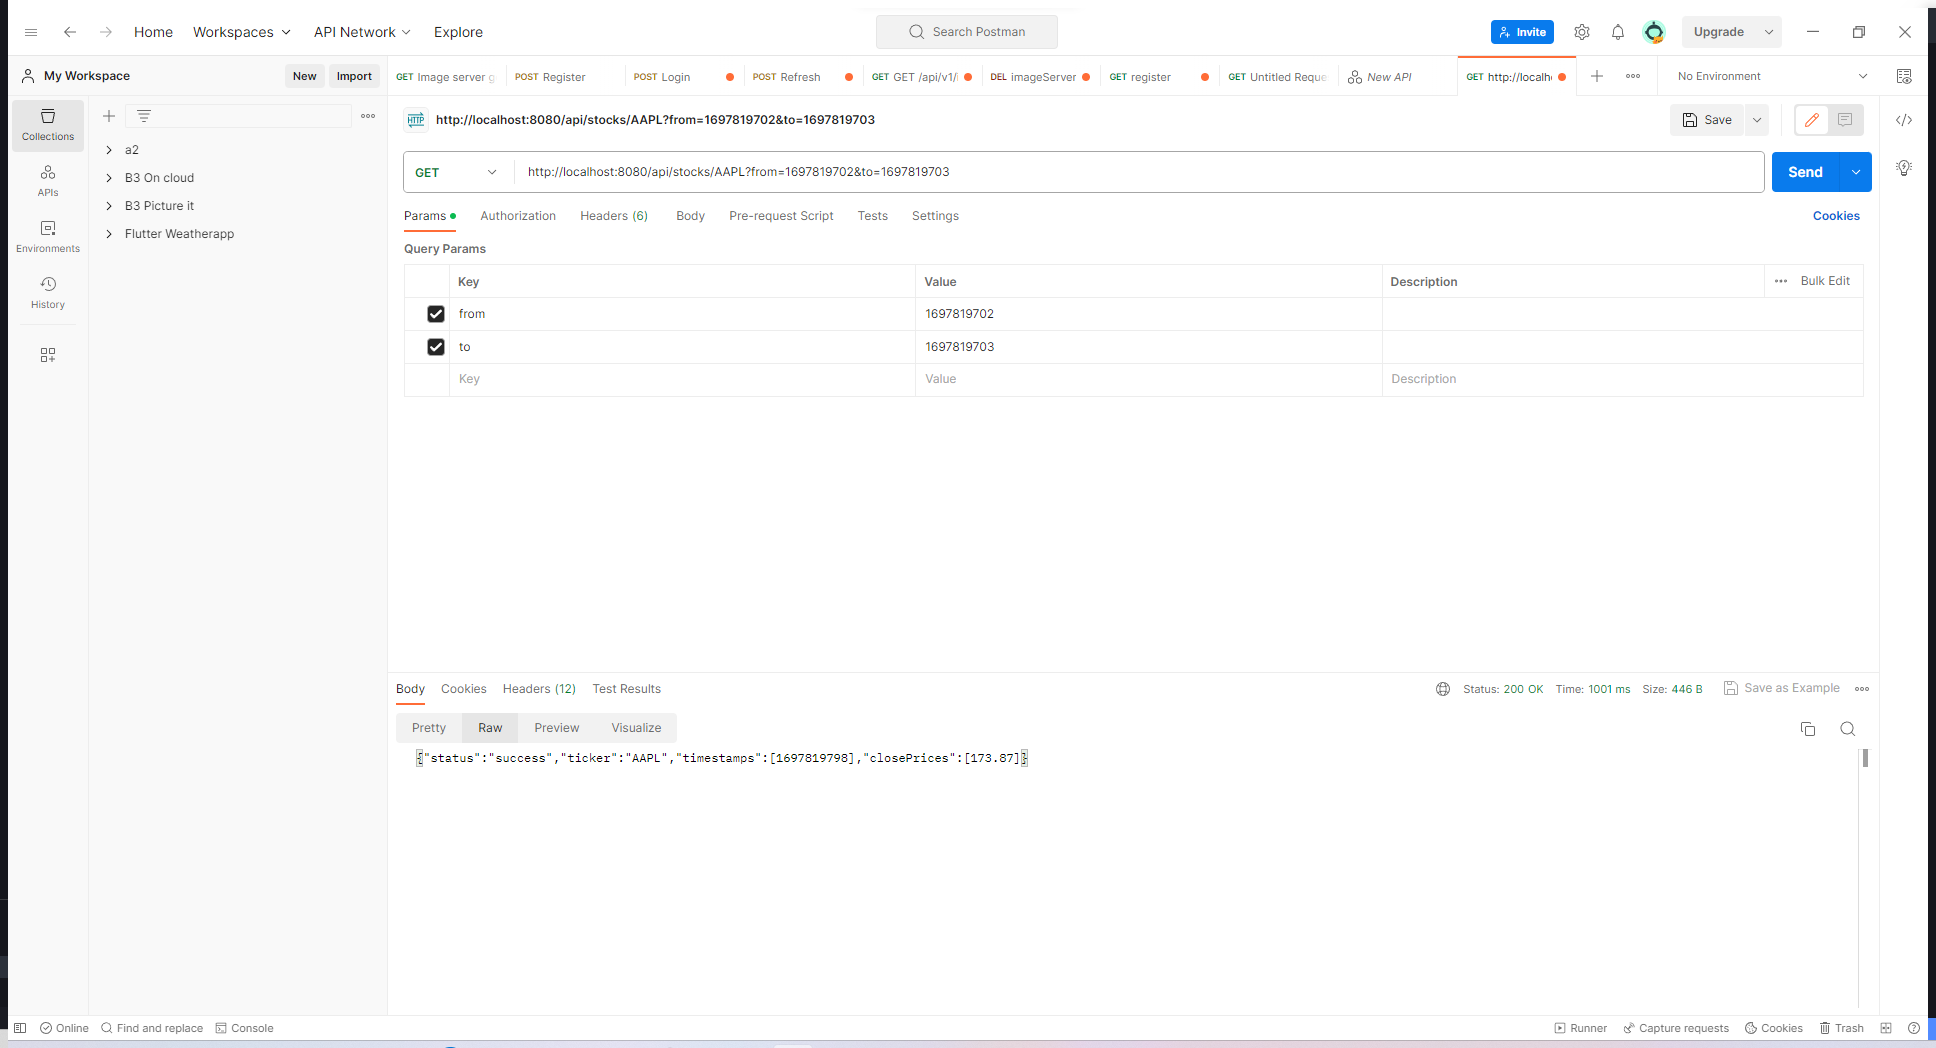 Home Workspaces API Network Explore Search Postman Invite Upgrade
My Workspace New Import GET Image server g POST Register POST Login POST Refresh GET GET /api/v1/i DEL imageServer GET register GET Untitled Reque New API GET http://localh No Environment
Collections
APIs
Environments
History
a2
B3 On cloud
B3 Picture it
Flutter Weatherapp
HTTP http://localhost:8080/api/stocks/AAPL?from=1697819702&to=1697819703 Save
GET http://localhost:8080/api/stocks/AAPL?from=1697819702&to=1697819703 Send
Params Authorization Headers (6) Body Pre-request Script Tests Settings Cookies
Query Params
Key Value Description Bulk Edit
from 1697819702
to 1697819703
Key Value Description
Body Cookies Headers (12) Test Results Status: 200 OK Time: 1001 ms Size: 446 B Save as Example
Pretty Raw Preview Visualize
{"status":"success","ticker":"AAPL","timestamps":[1697819798],"closePrices":[173.87]}
Online Find and replace Console Runner Capture requests Cookies Trash